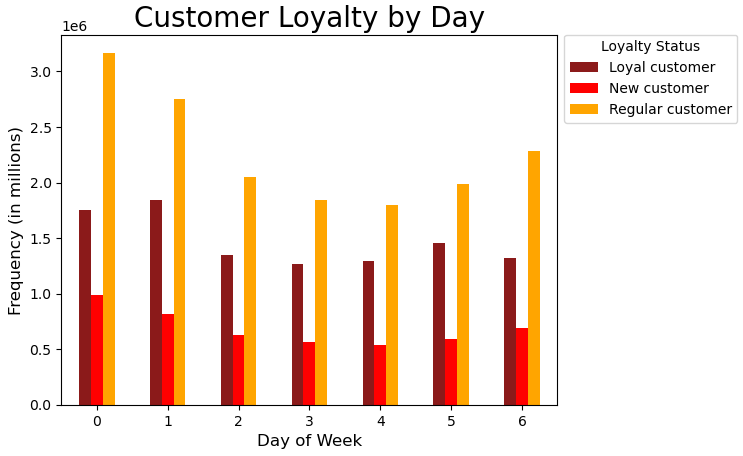 Customer Loyalty by Day
1e6
3.0
2.5
2.0
1.5
1.0
0.5
0.0
Frequency (in millions)
0 1 2 3 4 5 6
Day of Week
Loyalty Status
Loyal customer
New customer
Regular customer